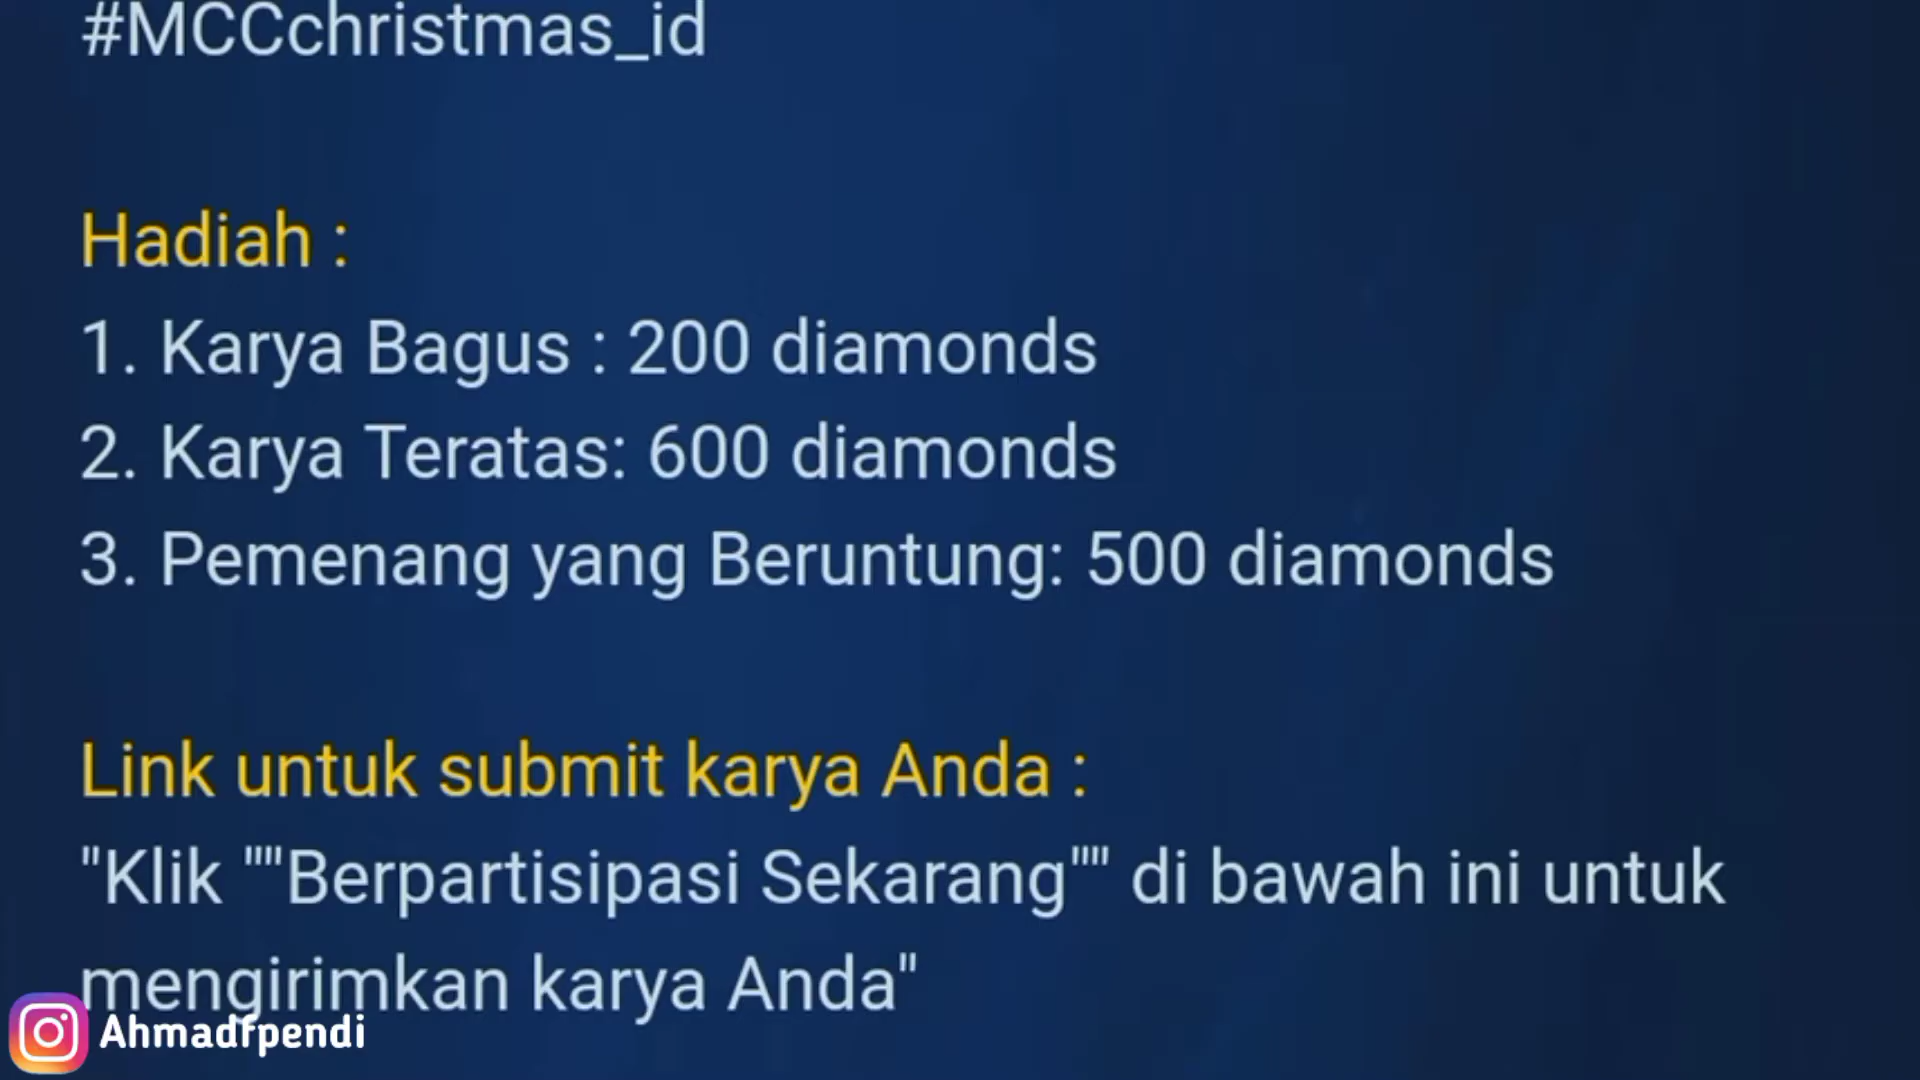 #MCCchristmas_id
Hadiah :
1. Karya Bagus : 200 diamonds
2. Karya Teratas: 600 diamonds
3. Pemenang yang Beruntung: 500 diamonds
Link untuk submit karya Anda :
"Klik ""Berpartisipasi Sekarang"" di bawah ini untuk
mengirimkan karya Anda"
Ahmadfpendi